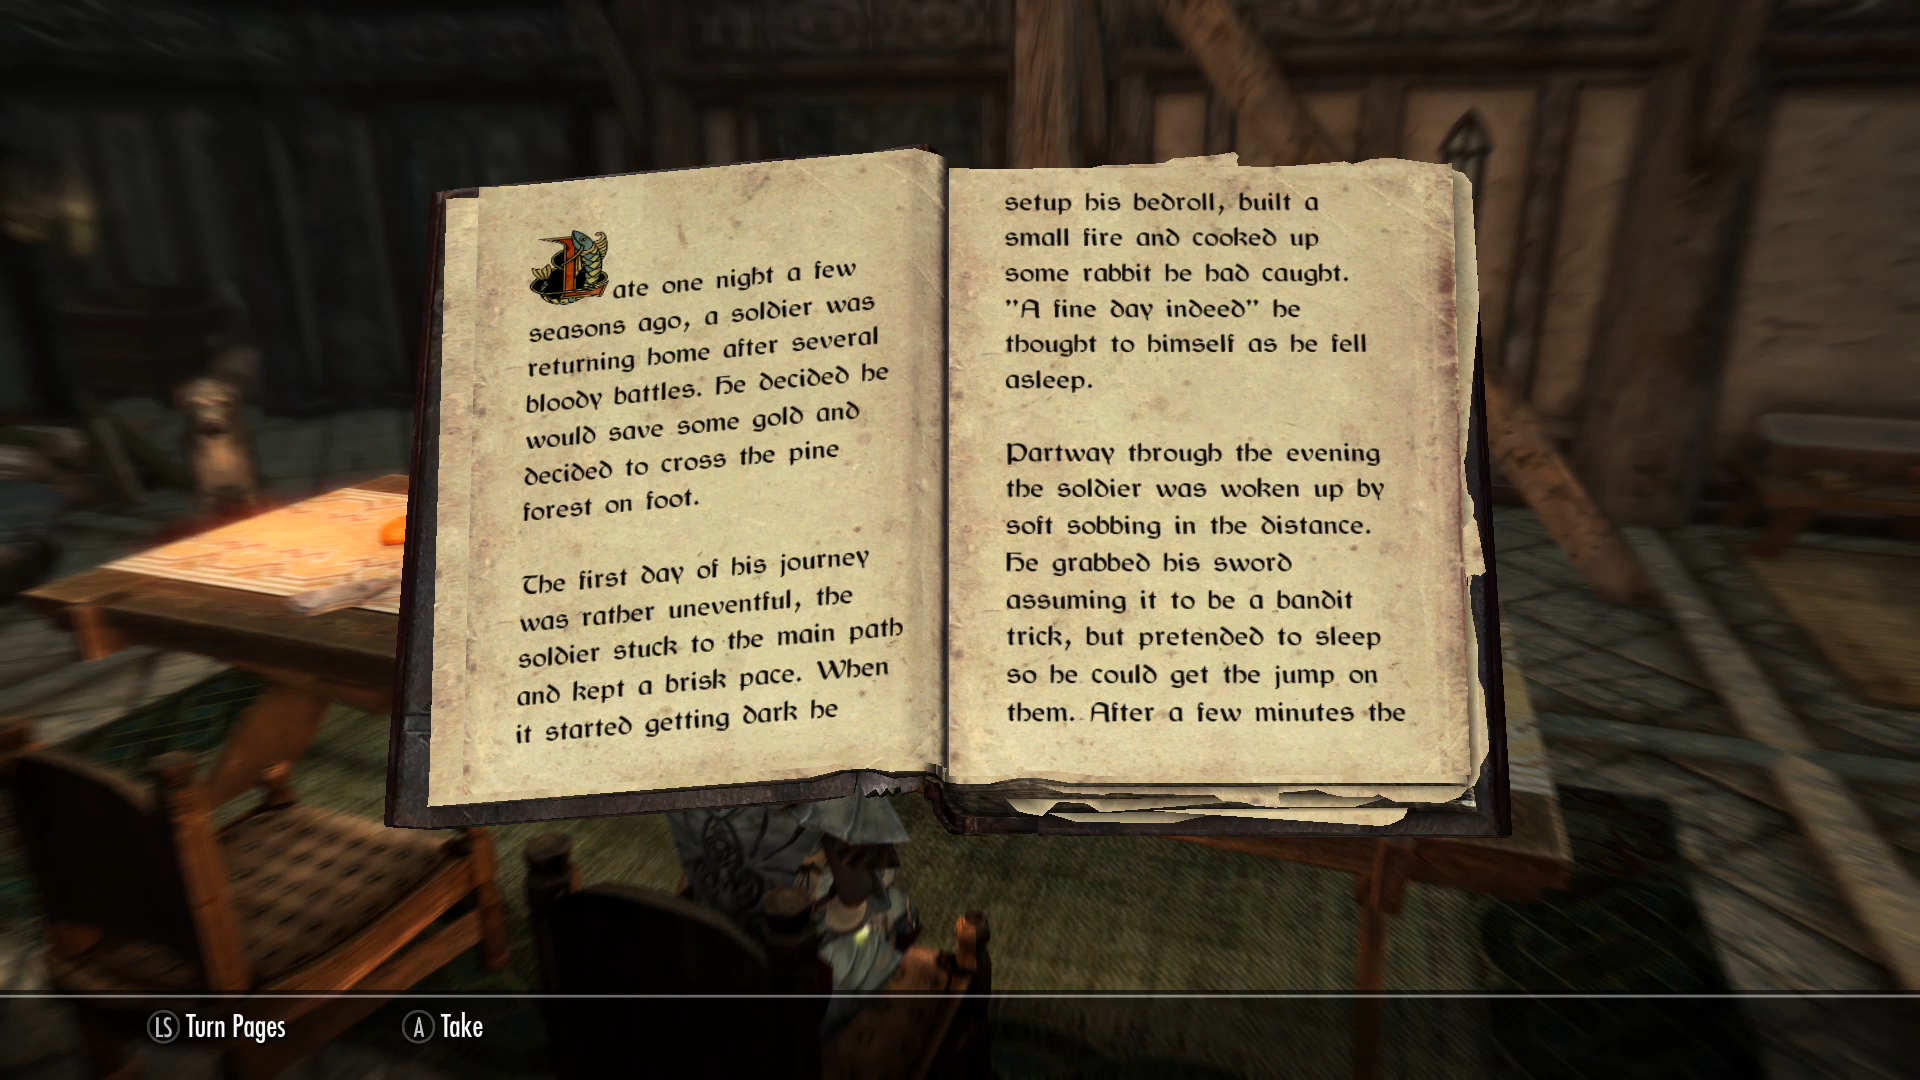 Late one night a few
seasons ago, a soldier was
returning home after several
bloody battles. He decided he
would save some gold and
decided to cross the pine
forest on foot.
The first day of his journey
was rather uneventful, the
soldier stuck to the main path
and kept a brisk pace. When
it started getting dark he
setup his bedroll, built a
small fire and cooked up
some rabbit he had caught.
"A fine day indeed" he
thought to himself as he fell
asleep.
Partway through the evening
the soldier was woken up by
soft sobbing in the distance.
He grabbed his sword
assuming it to be a bandit
trick, but pretended to sleep
so he could get the jump on
them. After a few minutes the
LS Turn Pages
A Take